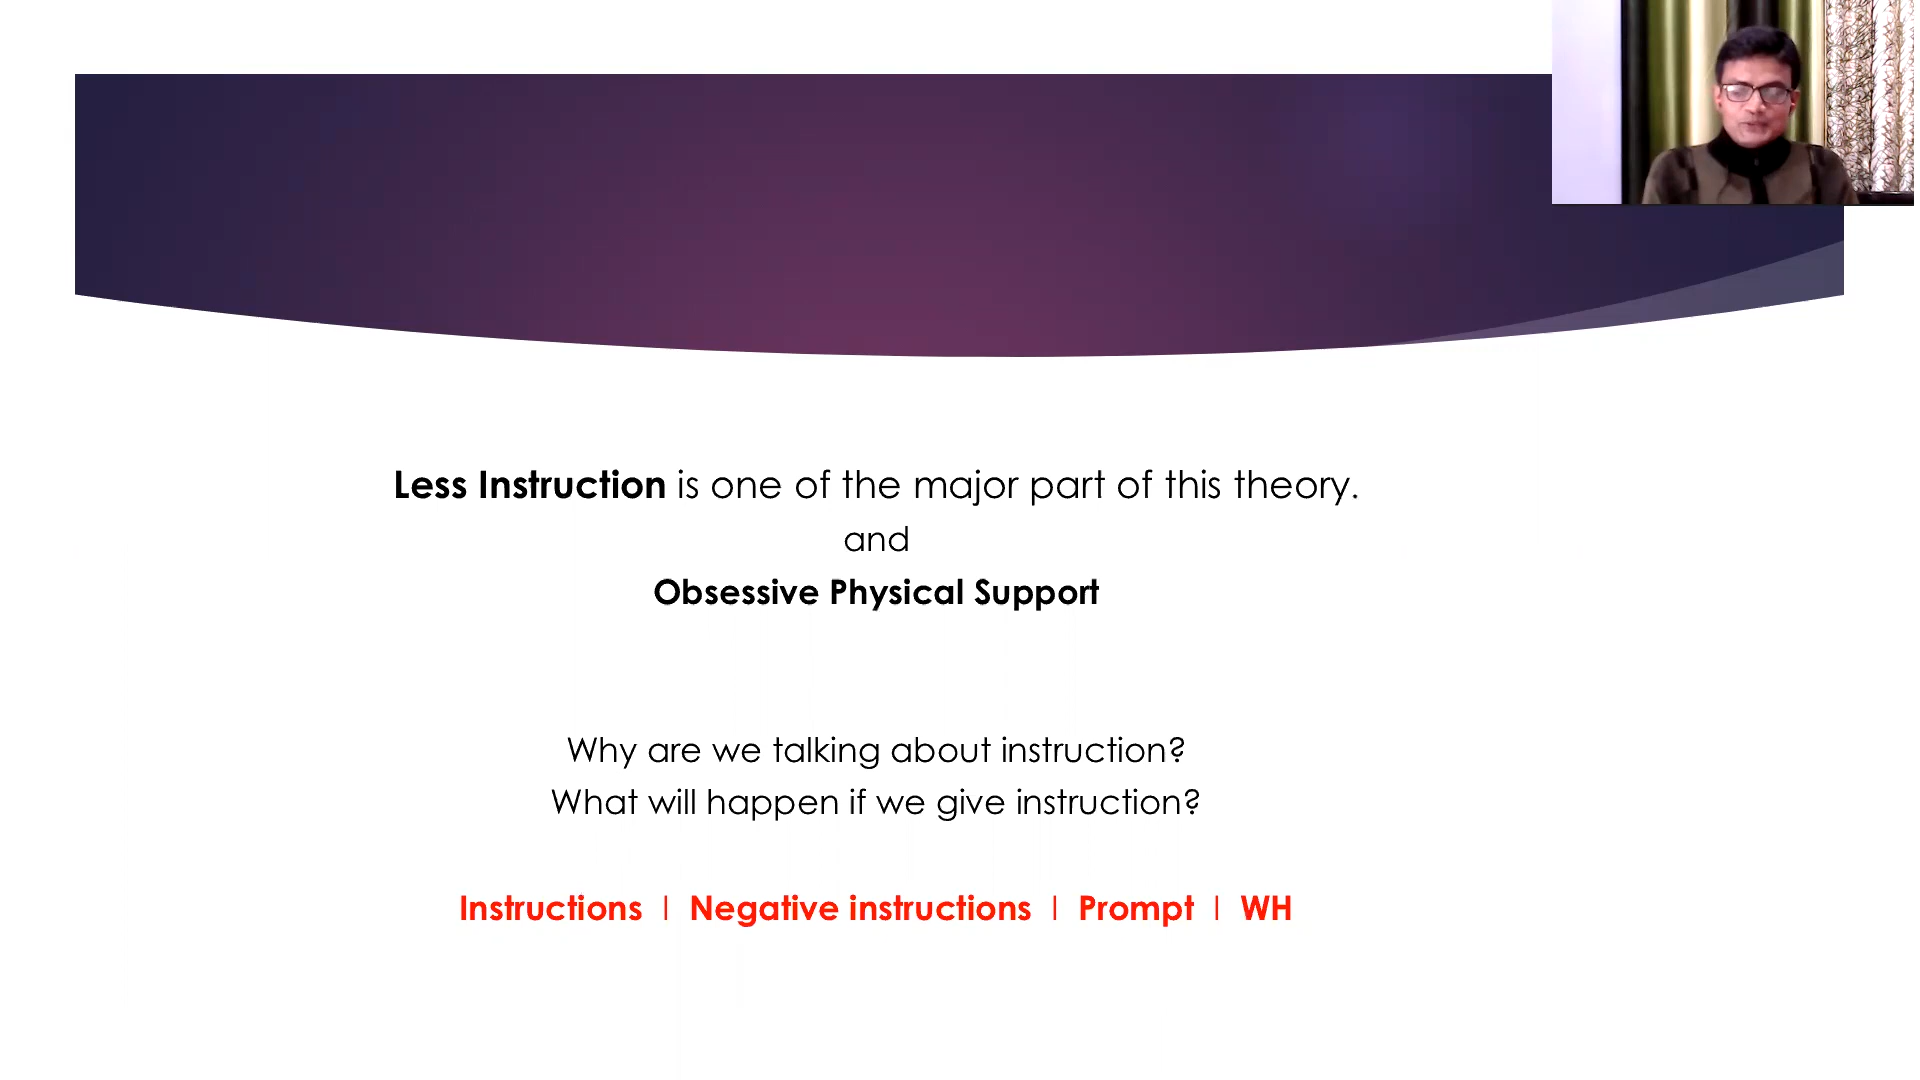 Less Instruction is one of the major part of this theory.
and
Obsessive Physical Support
Why are we talking about instruction?
What will happen if we give instruction?
Instructions | Negative instructions | Prompt | WH